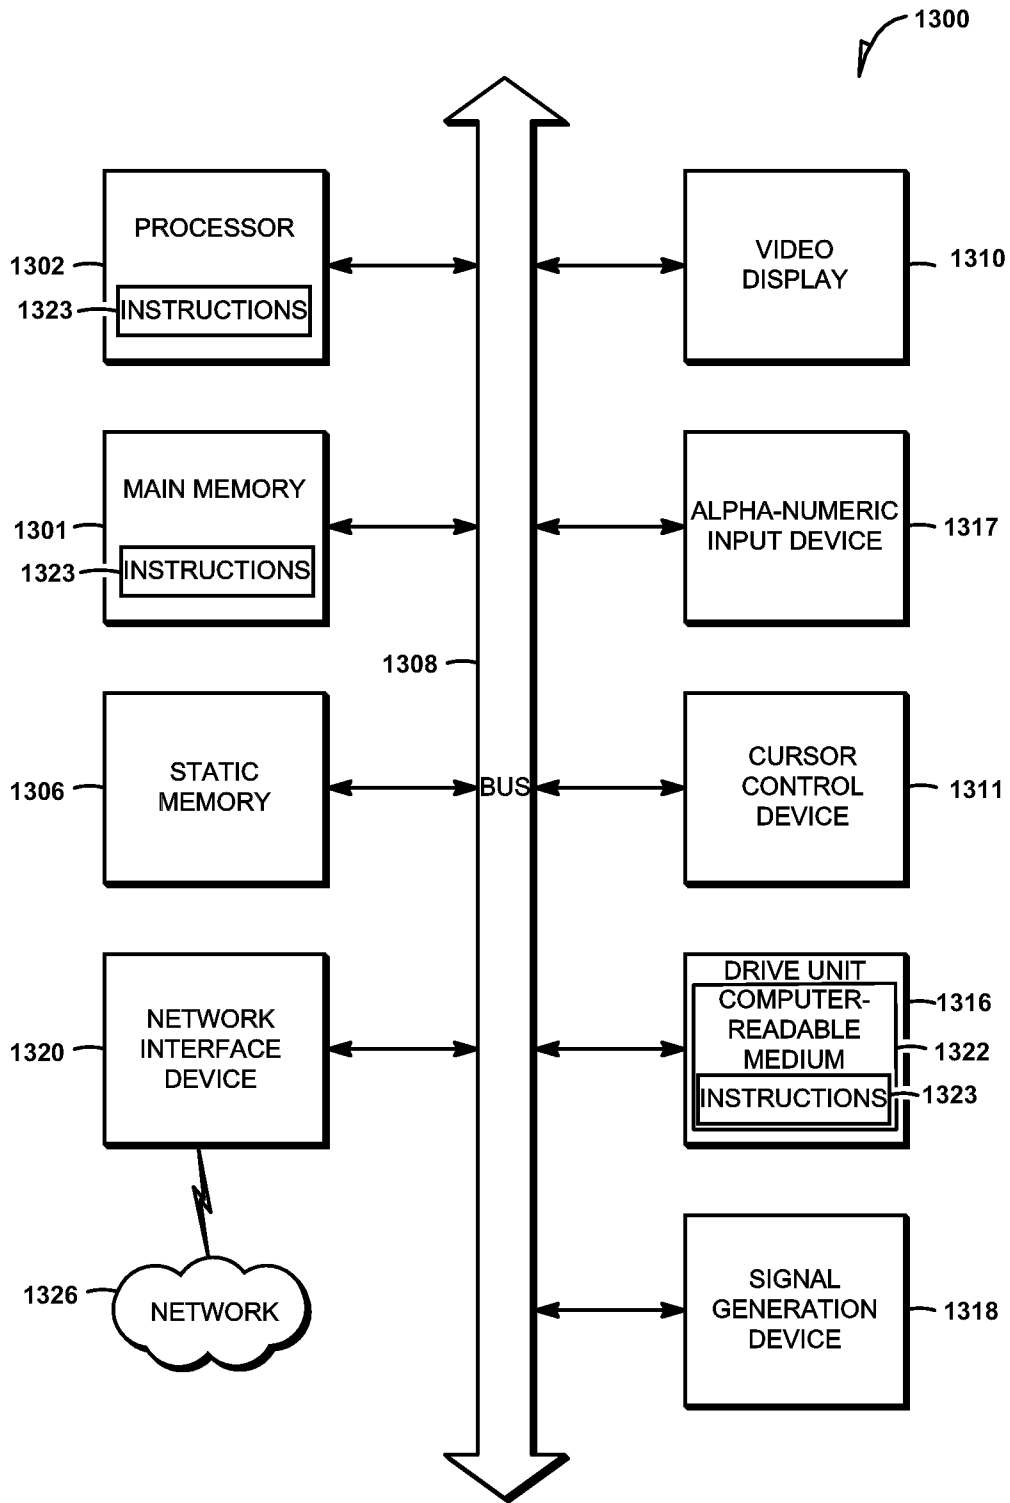 1300
PROCESSOR
1302
1323
INSTRUCTIONS
VIDEO
DISPLAY
1310
MAIN MEMORY
1301
1323
INSTRUCTIONS
ALPHA-NUMERIC
INPUT DEVICE
1317
1308
STATIC
MEMORY
1306
BUS
CURSOR
CONTROL
DEVICE
1311
NETWORK
INTERFACE
DEVICE
1320
DRIVE UNIT
COMPUTER-
READABLE
MEDIUM
INSTRUCTIONS
1316
1322
1323
1326
NETWORK
SIGNAL
GENERATION
DEVICE
1318